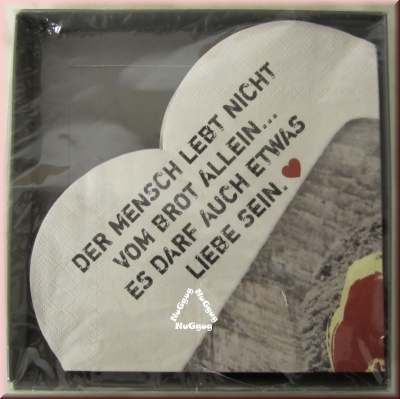 DER MENSCH LEBT NICHT
VOM BROT ALLEIN...
ES DARF AUCH ETWAS
LIEBE SEIN.
NuGgug
NuGgug
NuGgug